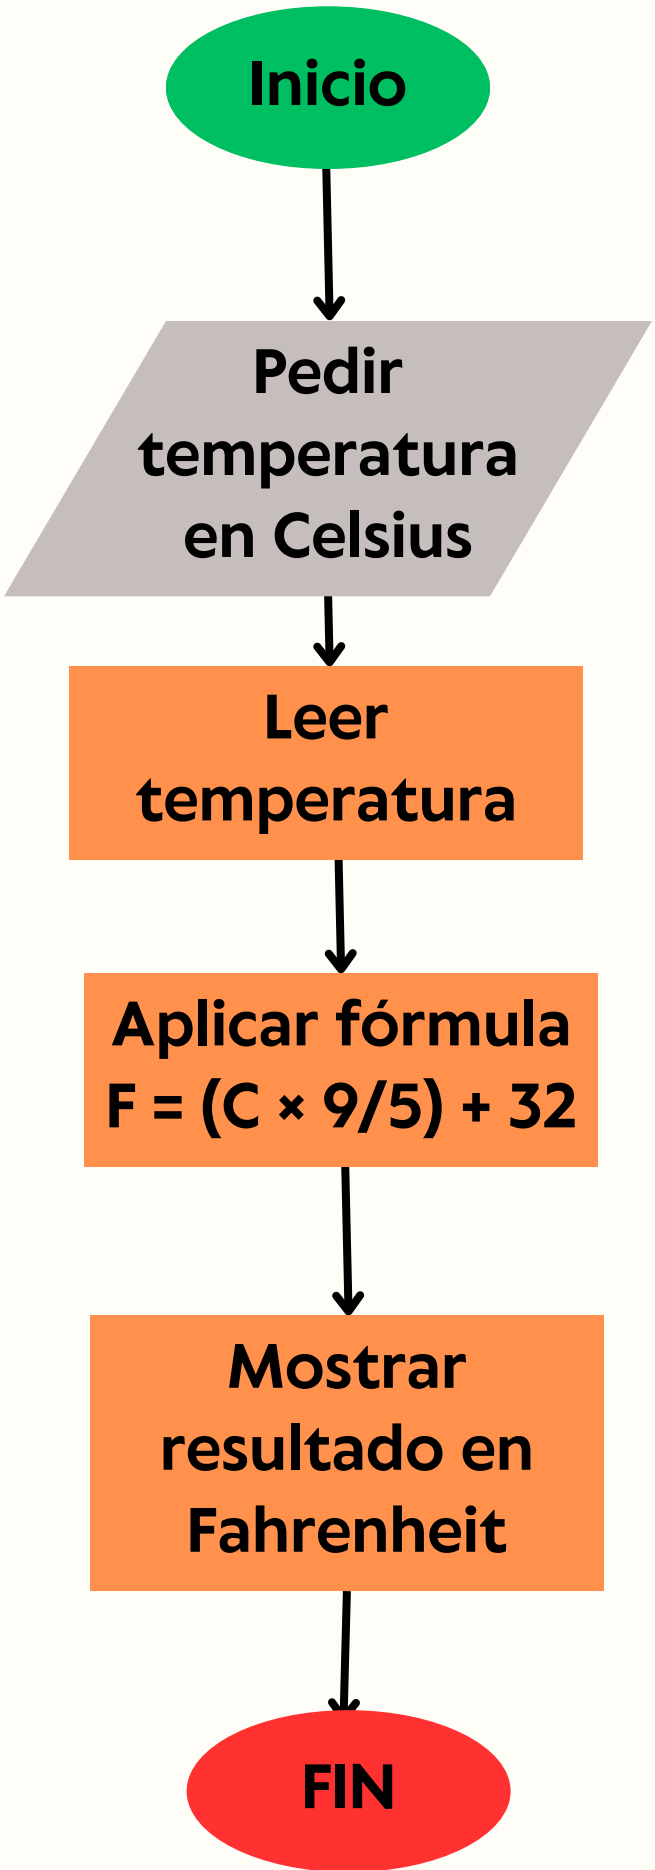 Inicio
Pedir
temperatura
en Celsius
Leer
temperatura
Aplicar fórmula
F = (C × 9/5) + 32
Mostrar
resultado en
Fahrenheit
FIN